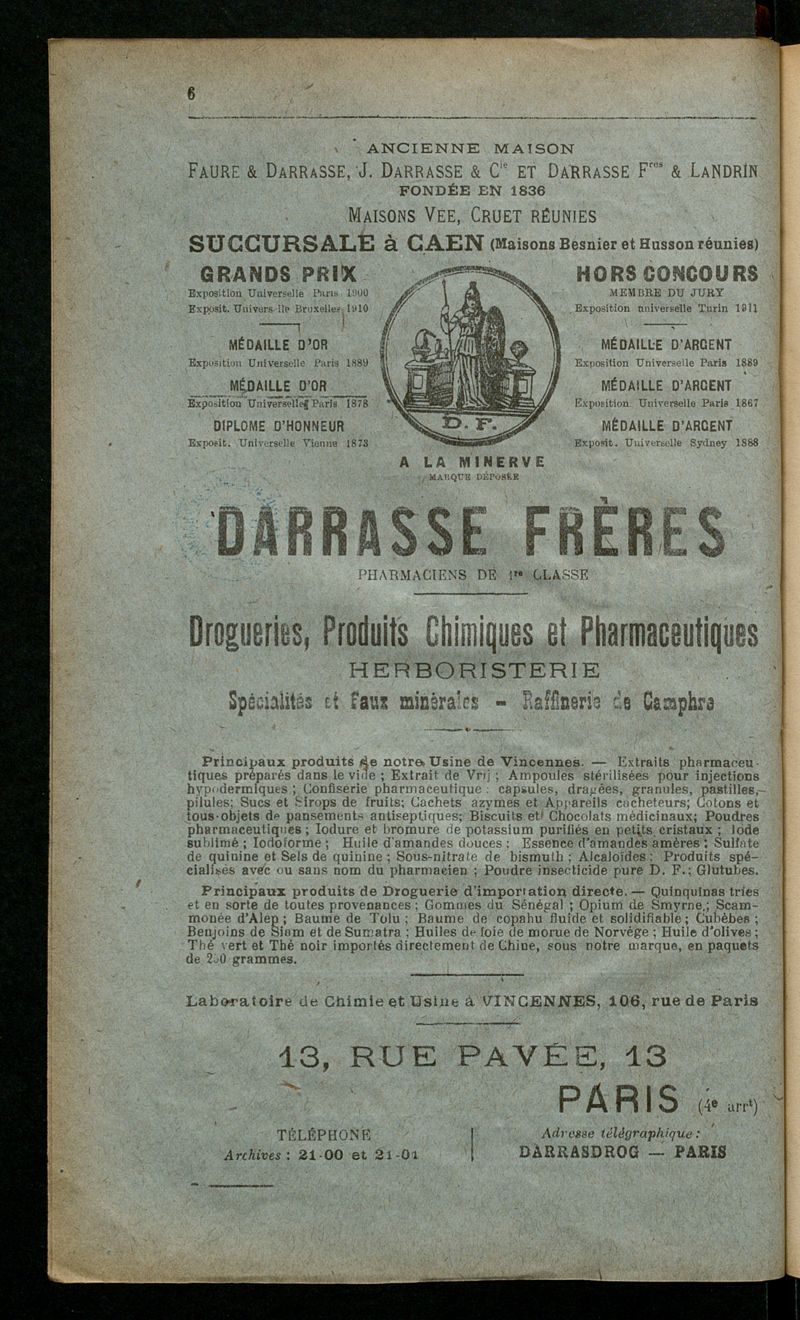 6
ANCIENNE MAISON
FAURE & DARRASSE, J. DARRASSE & Cie ET DARRASSE Fres & LANDRIN
FONDÉE EN 1836
MAISONS VEE, CRUET RÉUNIES
SUCCURSALE à CAEN (Maisons Besnier et Husson réunies)
GRANDS PRIX
Exposition Universelle Paris 1900
Exposit. Univers lle Bruxelles 1910
MÉDAILLE D'OR
Exposition Universelle Paris 1889
MÉDAILLE D'OR
Exposition Universelle Paris 1878
DIPLOME D'HONNEUR
Exposit. Universelle Vienne 1873
D. F.
A LA MINERVE
MARQUE DÉPOSÉE
HORS CONCOURS
MEMBRE DU JURY
Exposition universelle Turin 1911
MÉDAILLE D'ARGENT
Exposition Universelle Paris 1889
MÉDAILLE D'ARGENT
Exposition Universelle Paris 1867
MÉDAILLE D'ARGENT
Exposit. Universelle Sydney 1888
DARRASSE FRÈRES
PHARMACIENS DE 1re CLASSE
Drogueries, Produits Chimiques et Pharmaceutiques
HERBORISTERIE
Spécialités et Eaux minérales - Raffinerie de Camphre
Principaux produits de notre Usine de Vincennes. — Extraits pharmaceu-
tiques préparés dans le vide ; Extrait de Vrij ; Ampoules stérilisées pour injections
hypodermiques ; Confiserie pharmaceutique : capsules, dragées, granules, pastilles,
pilules; Sucs et Sirops de fruits; Cachets azymes et Appareils cacheteurs; Cotons et
tous objets de pansements antiseptiques; Biscuits et Chocolats médicinaux; Poudres
pharmaceutiques ; Iodure et bromure de potassium purifiés en petits cristaux ; Iode
sublimé ; Iodoforme ; Huile d'amandes douces ; Essence d'amandes amères ; Sulfate
de quinine et Sels de quinine ; Sous-nitrate de bismuth ; Alcaloïdes ; Produits spé-
cialisés avec ou sans nom du pharmacien ; Poudre insecticide pure D. F.; Glutubes.
Principaux produits de Droguerie d'importation directe. — Quinquinas triés
et en sorte de toutes provenances ; Gommes du Sénégal ; Opium de Smyrne ; Scam-
monée d'Alep ; Baume de Tolu ; Baume de copahu fluide et solidifiable ; Cubèbes ;
Benjoins de Siam et de Sumatra ; Huiles de foie de morue de Norvège ; Huile d'olives ;
Thé vert et Thé noir importés directement de Chine, sous notre marque, en paquets
de grammes.
Laboratoire de Chimie et Usine à VINCENNES, 106, rue de Paris
13, RUE PAVÉE, 13
PARIS (4e arrt)
TÉLÉPHONE
Archives : 21-00 et 21-01
Adresse télégraphique :
DARRASDROG — PARIS